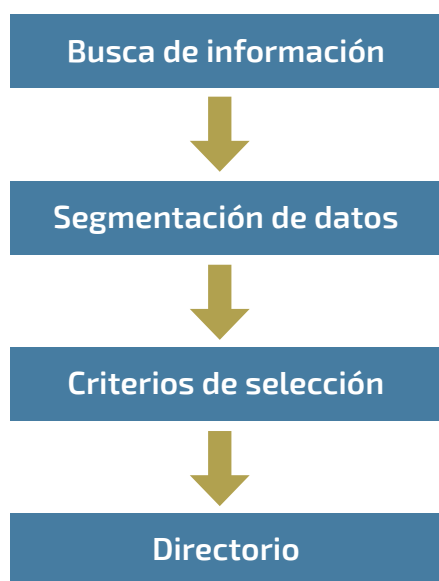 Busca de información
Segmentación de datos
Criterios de selección
Directorio